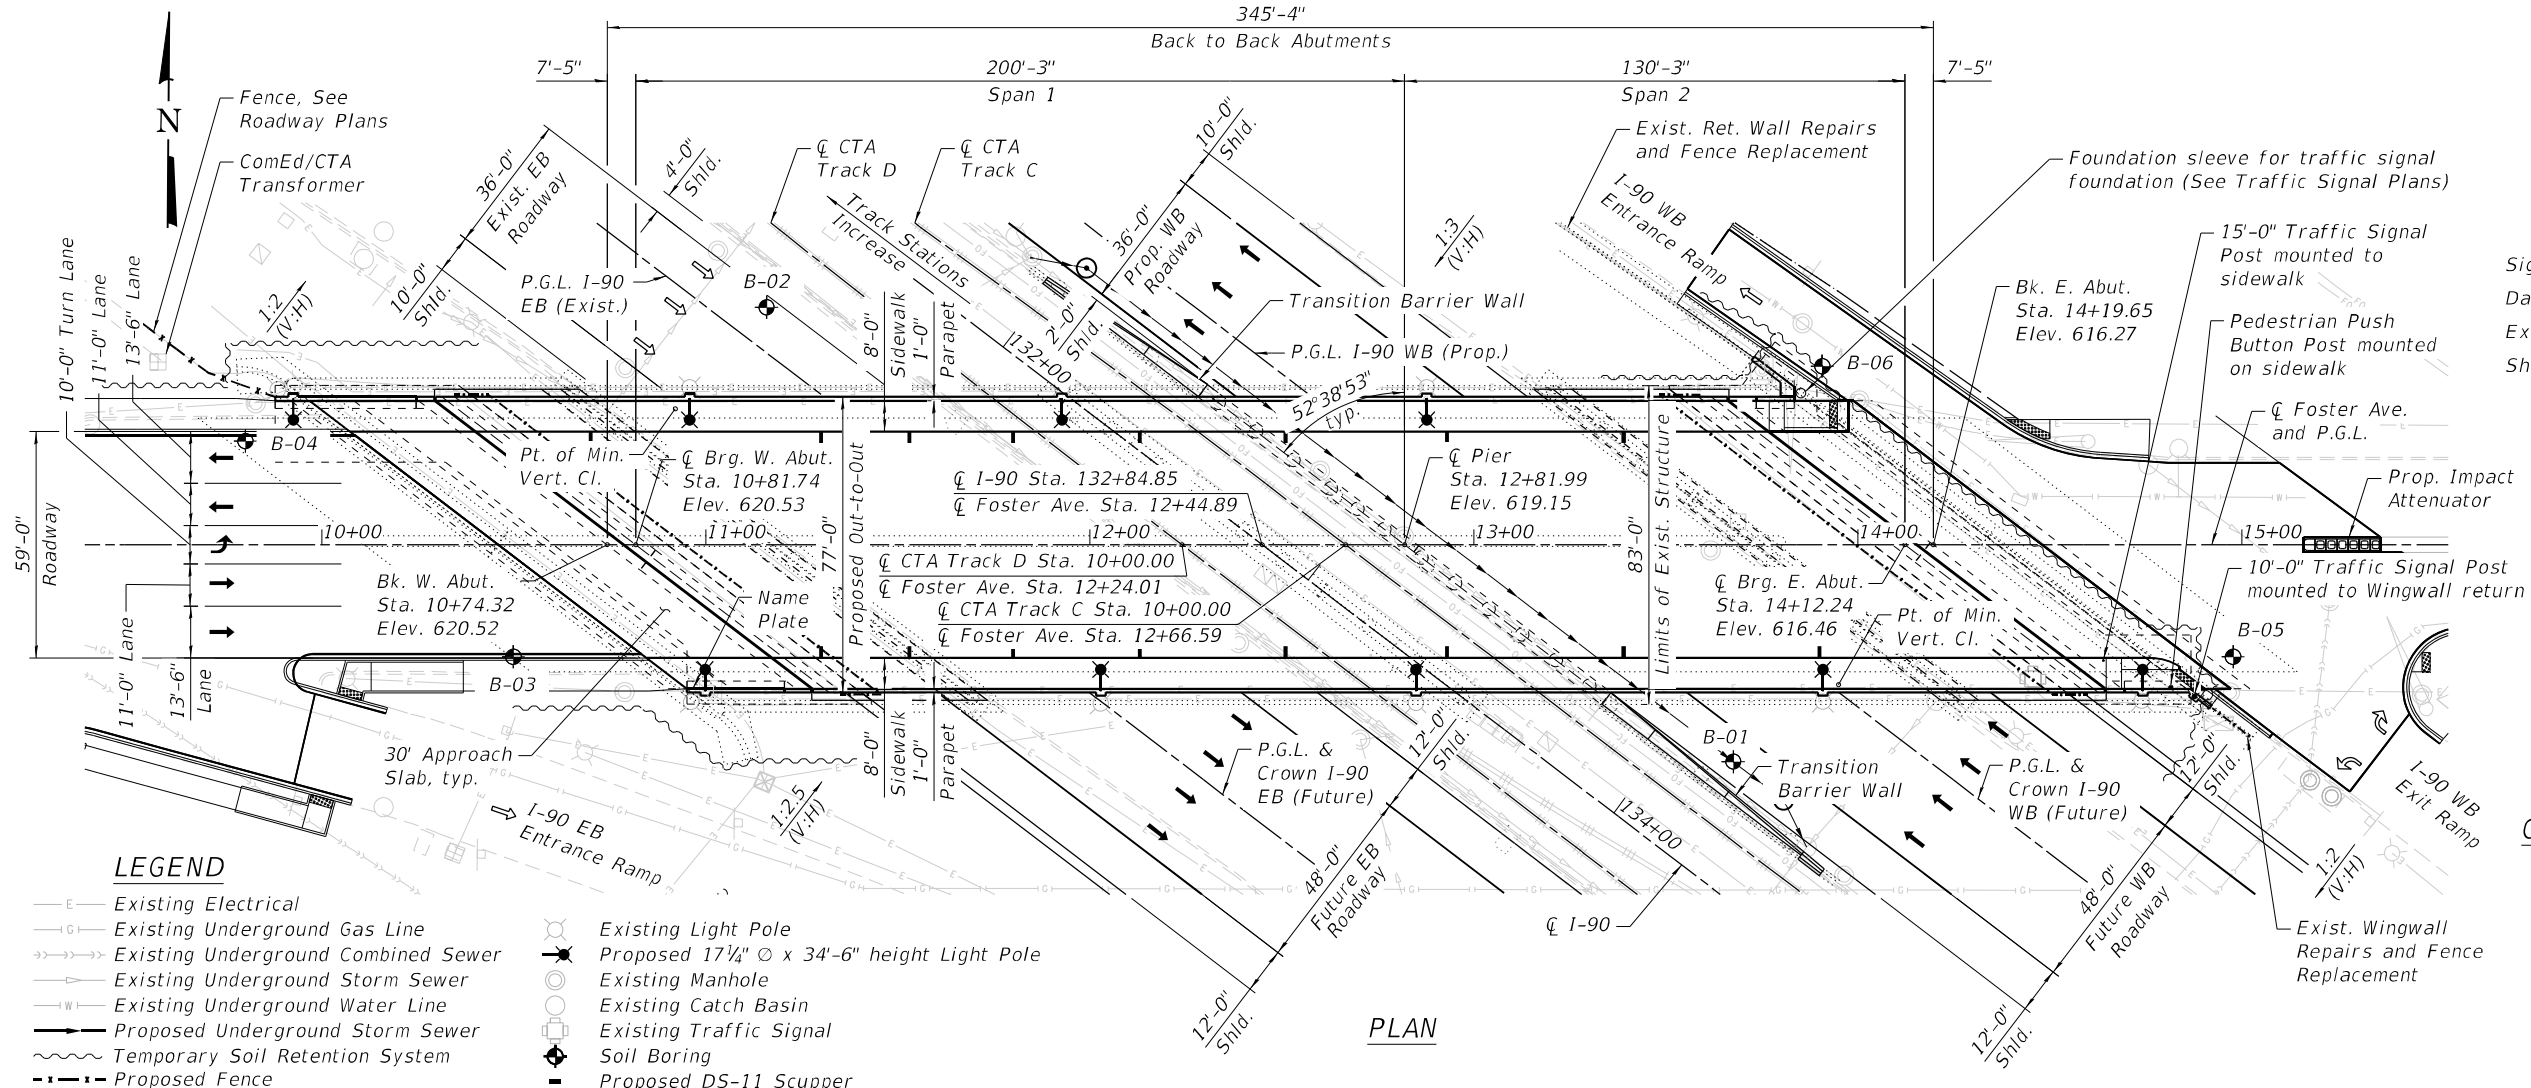 345'-4"
Back to Back Abutments
7'-5"
200'-3"
Span 1
130'-3"
Span 2
7'-5"
N
Fence, See
Roadway Plans
ComEd/CTA
Transformer
36'-0"
Exist. EB
Roadway
4'-0"
Shld.
10'-0"
Shld.
1:2
(V:H)
P.G.L. I-90
EB (Exist.)
B-02
℄ CTA
Track D
℄ CTA
Track C
Track Stations
Increase
10'-0"
Shld.
36'-0"
Prop. WB
Roadway
2'-0"
Shld.
132+00
1:3
(V:H)
Transition Barrier Wall
P.G.L. I-90 WB (Prop.)
52°38'53"
typ.
Exist. Ret. Wall Repairs
and Fence Replacement
I-90 WB
Entrance Ramp
Foundation sleeve for traffic signal
foundation (See Traffic Signal Plans)
15'-0" Traffic Signal
Post mounted to
sidewalk
Bk. E. Abut.
Sta. 14+19.65
Elev. 616.27
Pedestrian Push
Button Post mounted
on sidewalk
B-06
℄ Foster Ave.
and P.G.L.
Prop. Impact
Attenuator
Sig
Da
Ex
Sh
10'-0" Turn Lane
11'-0" Lane
13'-6" Lane
8'-0"
Sidewalk
1'-0"
Parapet
B-04
Pt. of Min.
Vert. Cl.
℄ Brg. W. Abut.
Sta. 10+81.74
Elev. 620.53
77'-0"
Proposed Out-to-Out
℄ I-90 Sta. 132+84.85
℄ Foster Ave. Sta. 12+44.89
℄ Pier
Sta. 12+81.99
Elev. 619.15
83'-0"
Limits of Exist. Structure
59'-0"
Roadway
10+00
11+00
12+00
13+00
14+00
15+00
℄ CTA Track D Sta. 10+00.00
℄ Foster Ave. Sta. 12+24.01
℄ CTA Track C Sta. 10+00.00
℄ Foster Ave. Sta. 12+66.59
Bk. W. Abut.
Sta. 10+74.32
Elev. 620.52
Name
Plate
℄ Brg. E. Abut.
Sta. 14+12.24
Elev. 616.46
Pt. of Min.
Vert. Cl.
10'-0" Traffic Signal Post
mounted to Wingwall return
B-05
11'-0" Lane
13'-6"
Lane
B-03
30' Approach
Slab, typ.
8'-0"
Sidewalk
1'-0"
Parapet
1:2.5
(V:H)
I-90 EB
Entrance Ramp
P.G.L. &
Crown I-90
EB (Future)
12'-0"
Shld.
48'-0"
Future EB
Roadway
12'-0"
Shld.
B-01
Transition
Barrier Wall
134+00
℄ I-90
P.G.L. &
Crown I-90
WB (Future)
12'-0"
Shld.
48'-0"
Future WB
Roadway
12'-0"
Shld.
I-90 WB
Exit Ramp
1:2
(V:H)
Exist. Wingwall
Repairs and Fence
Replacement
LEGEND
Existing Electrical
Existing Underground Gas Line
Existing Underground Combined Sewer
Existing Underground Storm Sewer
Existing Underground Water Line
Proposed Underground Storm Sewer
Temporary Soil Retention System
Proposed Fence
Existing Light Pole
Proposed 17¼" ∅ x 34'-6" height Light Pole
Existing Manhole
Existing Catch Basin
Existing Traffic Signal
Soil Boring
Proposed DS-11 Scupper
PLAN